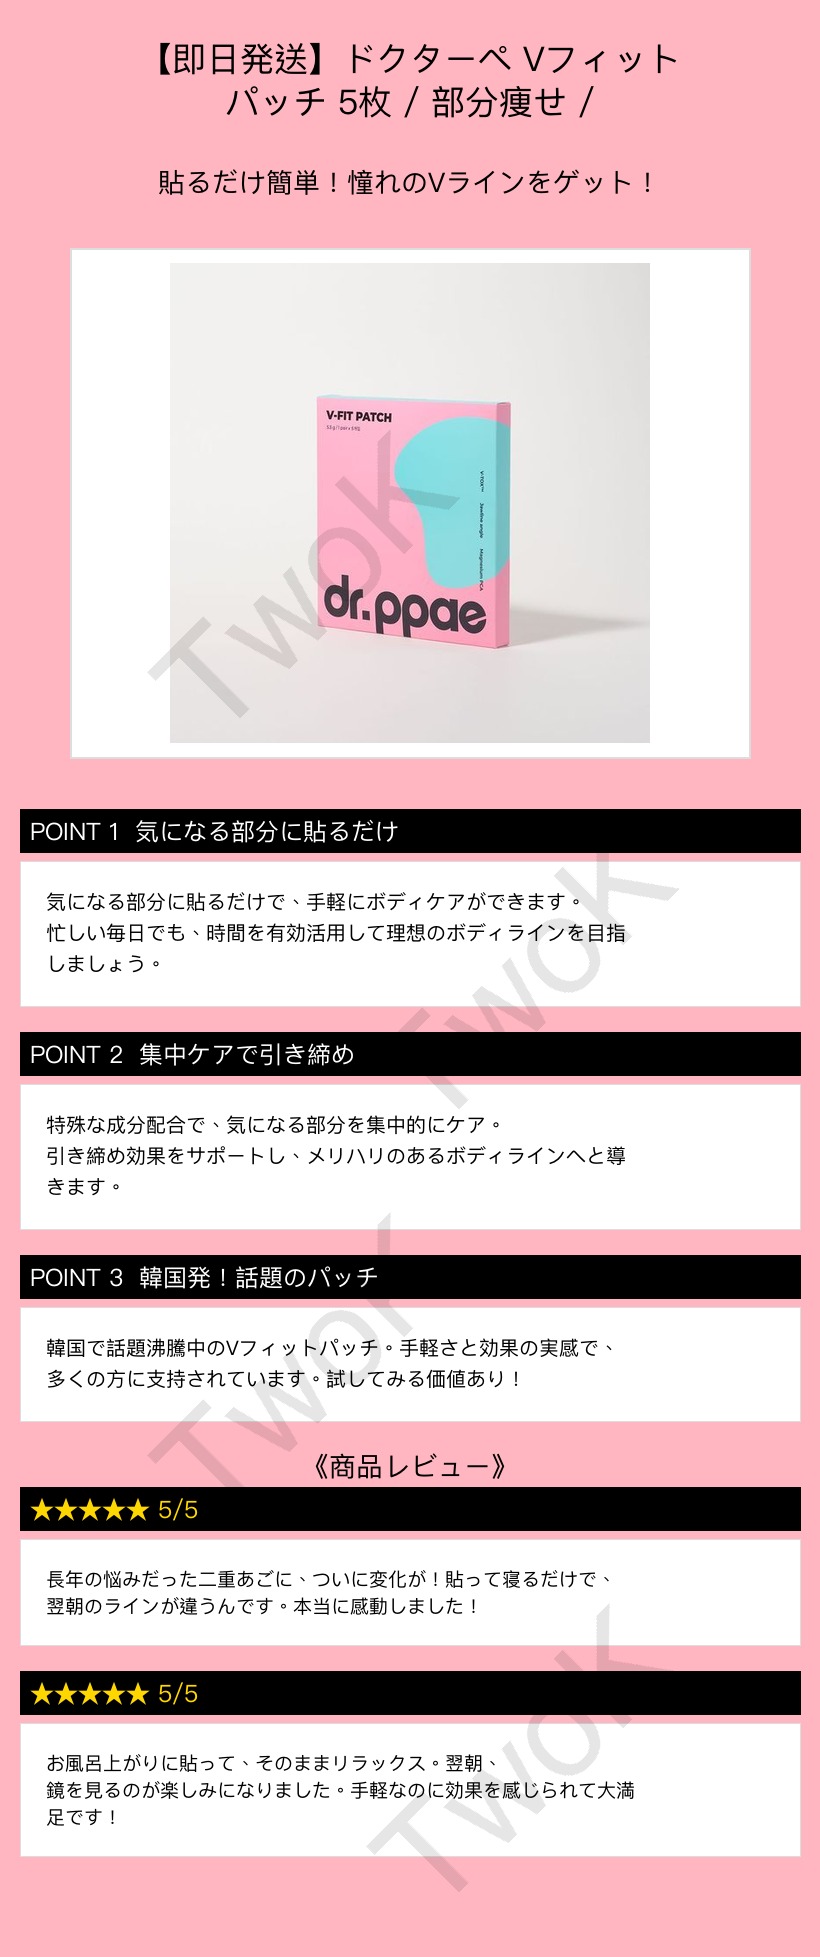 【即日発送】ドクターペ Vフィット
パッチ 5枚 / 部分痩せ /
貼るだけ簡単！憧れのVラインをゲット！
V-FIT PATCH
V-TOX™ Jawline angle Magnesium PCA
dr.ppae
Twok
POINT 1 気になる部分に貼るだけ
気になる部分に貼るだけで、手軽にボディケアができます。
忙しい毎日でも、時間を有効活用して理想のボディラインを目指
しましょう。
Twok
POINT 2 集中ケアで引き締め
特殊な成分配合で、気になる部分を集中的にケア。
引き締め効果をサポートし、メリハリのあるボディラインへと導
きます。
POINT 3 韓国発！話題のパッチ
韓国で話題沸騰中のVフィットパッチ。手軽さと効果の実感で、
多くの方に支持されています。試してみる価値あり！
Twok
《商品レビュー》
★★★★★ 5/5
長年の悩みだった二重あごに、ついに変化が！貼って寝るだけで、
翌朝のラインが違うんです。本当に感動しました！
★★★★★ 5/5
お風呂上がりに貼って、そのままリラックス。翌朝、
鏡を見るのが楽しみになりました。手軽なのに効果を感じられて大満
足です！
Twok